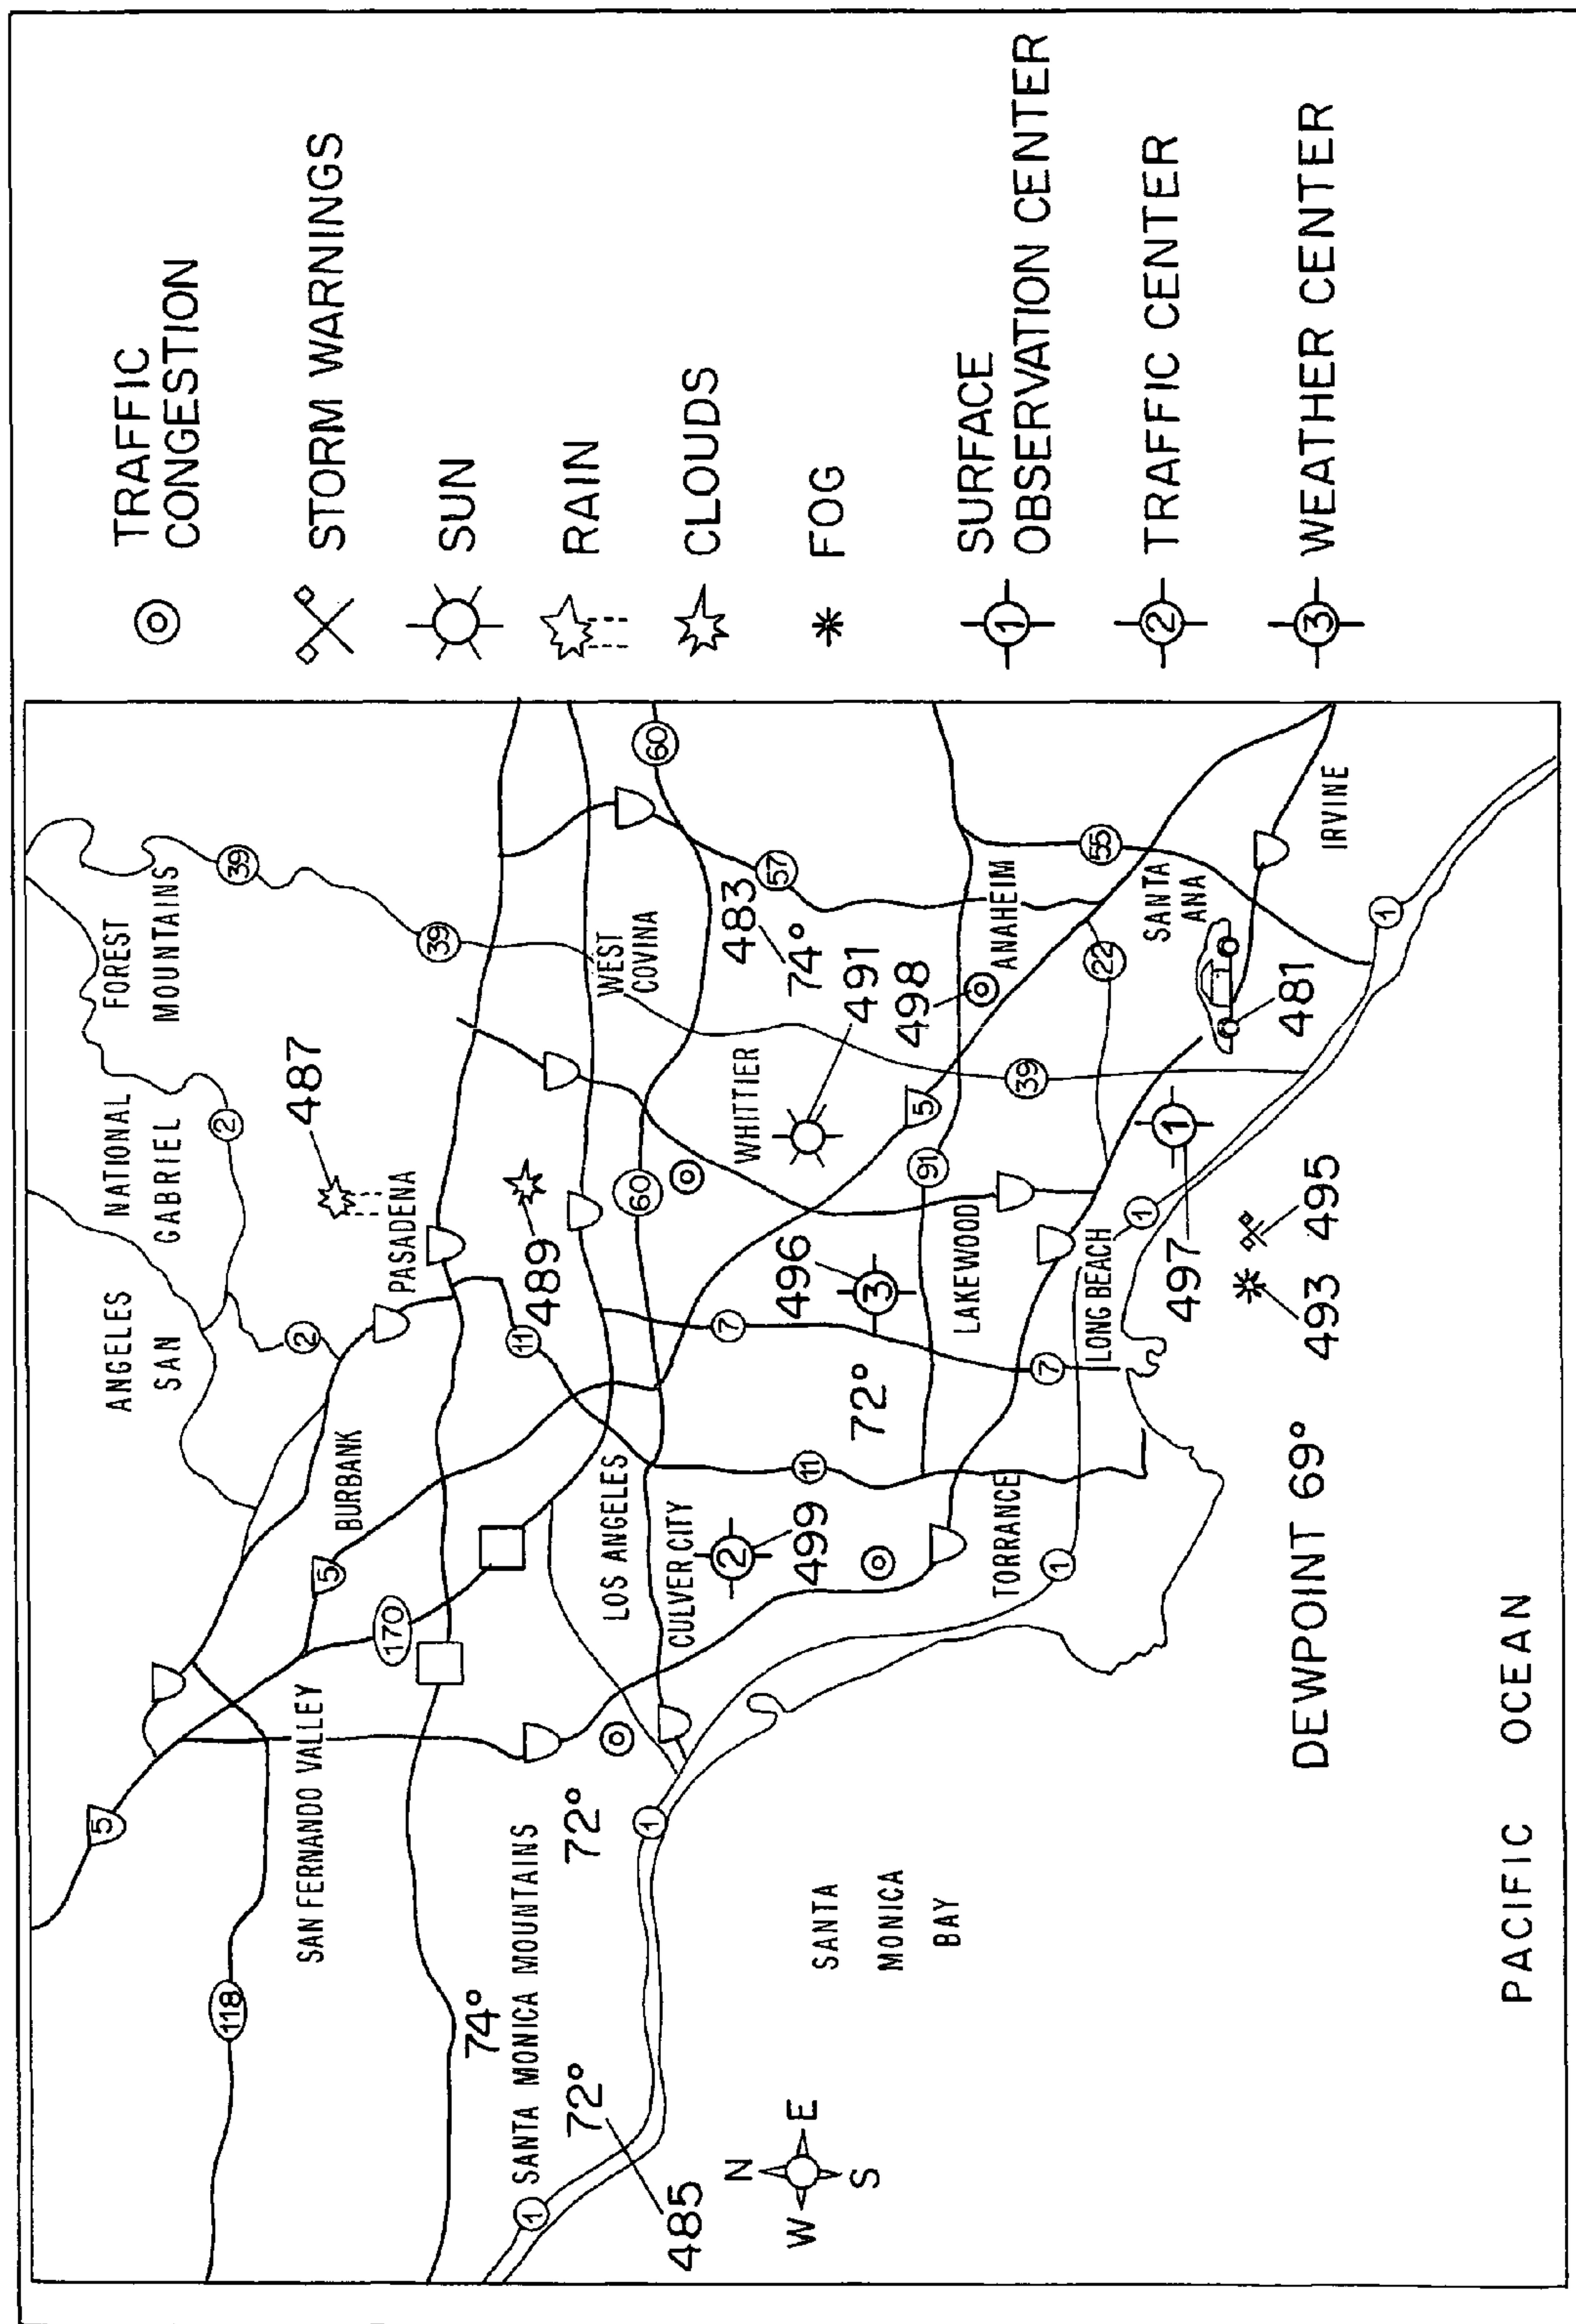 ANGELES NATIONAL FOREST
SAN GABRIEL MOUNTAINS
5
118
SAN FERNANDO VALLEY
170
5
BURBANK
2
2
487
39
PASADENA
39
11
489
74°
SANTA MONICA MOUNTAINS
72°
72°
485
1
1
LOS ANGELES
CULVER CITY
2
499
60
60
WEST
COVINA
7
57
483
74°
WHITTIER
491
498
496
3
72°
11
5
91
ANAHEIM
LAKEWOOD
TORRANCE
1
7
39
55
22
LONG BEACH
1
SANTA
ANA
1
497
481
IRVINE
1
493
495
N
W
E
S
SANTA
MONICA
BAY
DEWPOINT 69°
PACIFIC OCEAN
TRAFFIC
CONGESTION
STORM WARNINGS
SUN
RAIN
CLOUDS
FOG
1
SURFACE
OBSERVATION CENTER
2
TRAFFIC CENTER
3
WEATHER CENTER